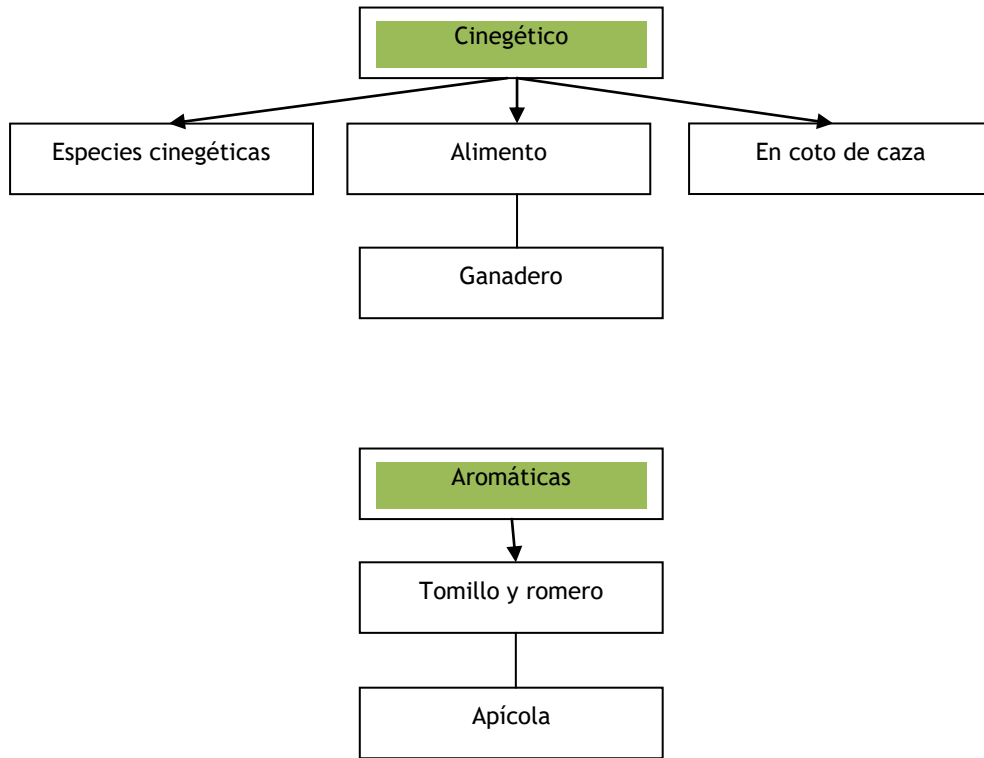 Cinegético
Especies cinegéticas
Alimento
En coto de caza
Ganadero
Aromáticas
Tomillo y romero
Apícola